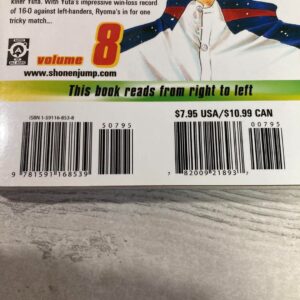 killer Yuta. With Yuta's impressive win-loss record
of 16-0 against left-handers, Ryoma's in for one
tricky match...
volume 8
www.shonenjump.com
This book reads from right to left
$7.95 USA/$10.99 CAN
ISBN 1-59116-853-8
50795
00795
9 781591 168539
7 82009 21893 7